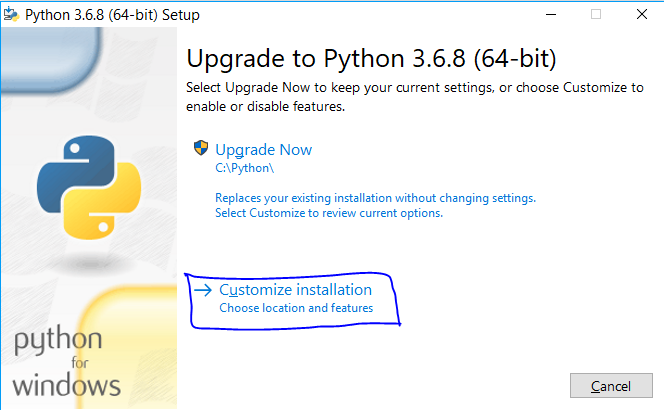 Python 3.6.8 (64-bit) Setup
Upgrade to Python 3.6.8 (64-bit)
Select Upgrade Now to keep your current settings, or choose Customize to
enable or disable features.
Upgrade Now
C:\Python\
Replaces your existing installation without changing settings.
Select Customize to review current options.
Customize installation
Choose location and features
python
for
windows
Cancel